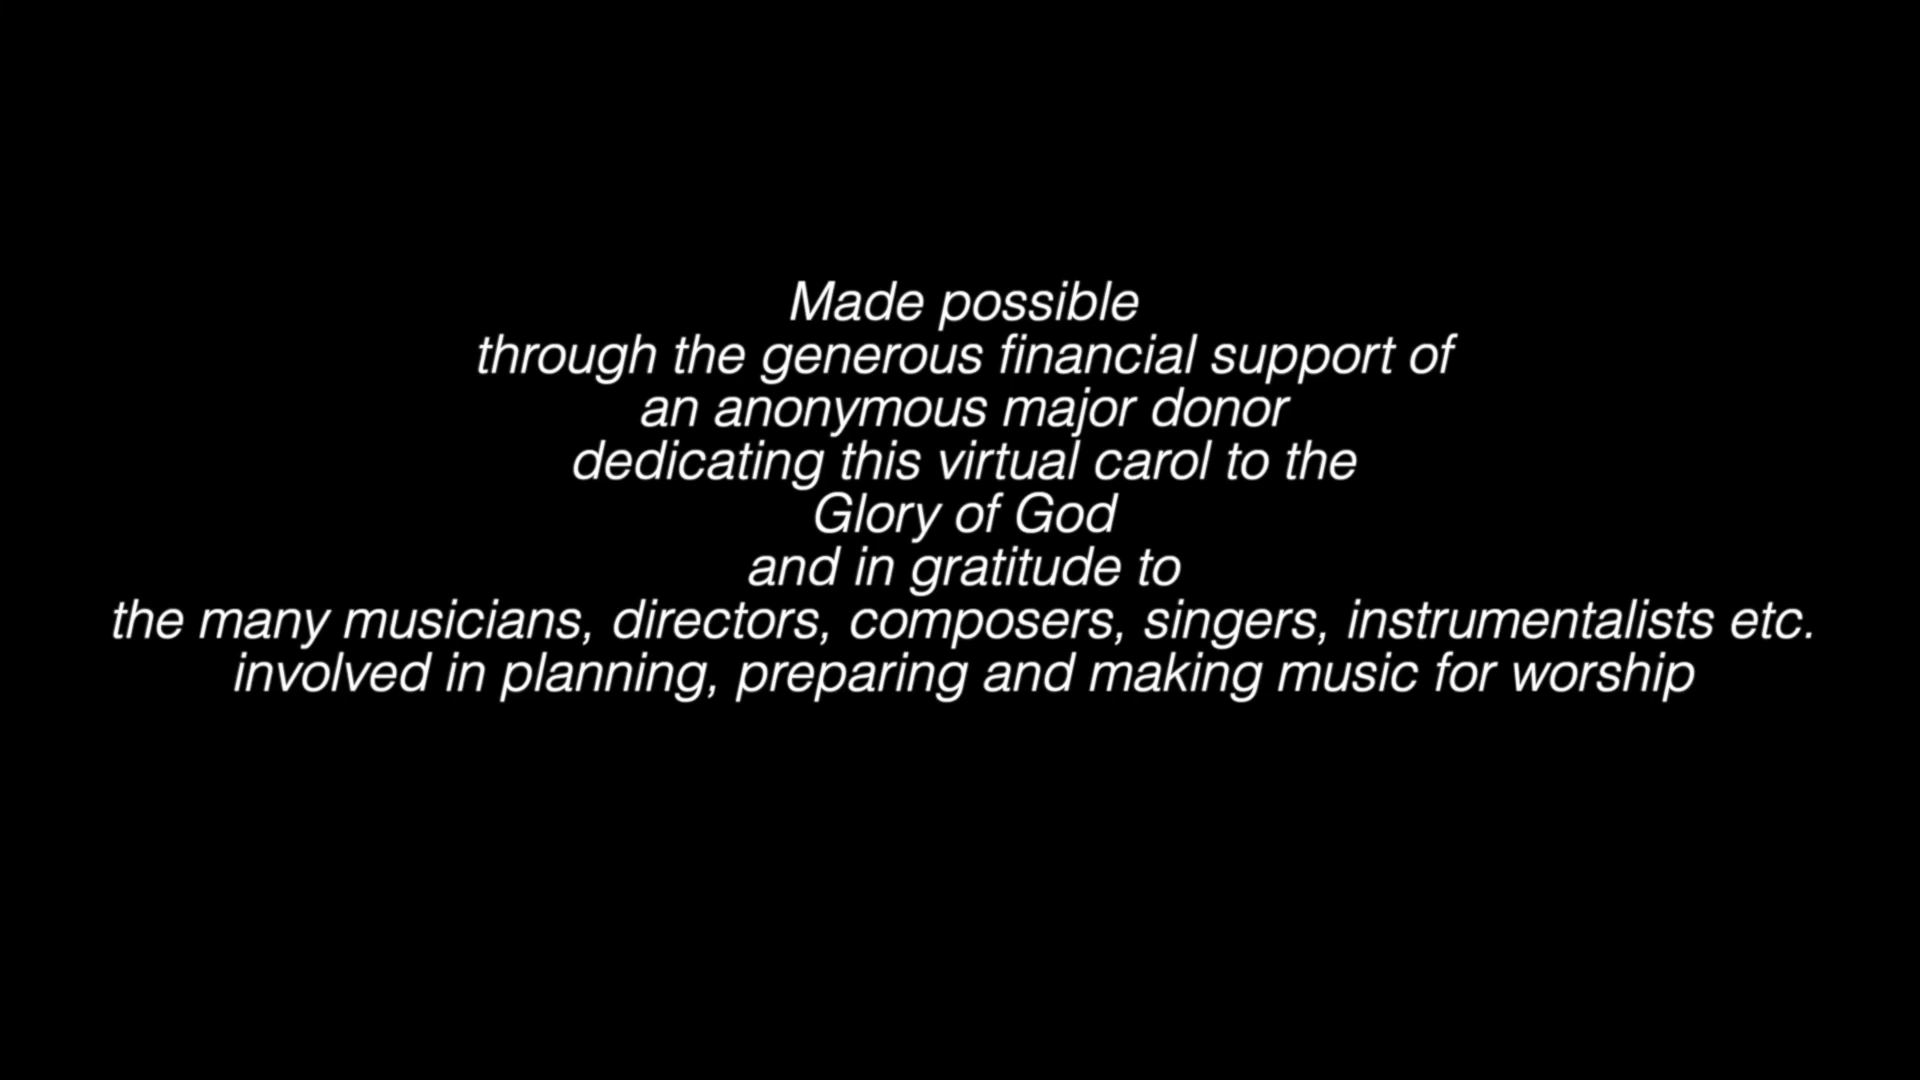 Made possible
through the generous financial support of
an anonymous major donor
dedicating this virtual carol to the
Glory of God
and in gratitude to
the many musicians, directors, composers, singers, instrumentalists etc.
involved in planning, preparing and making music for worship